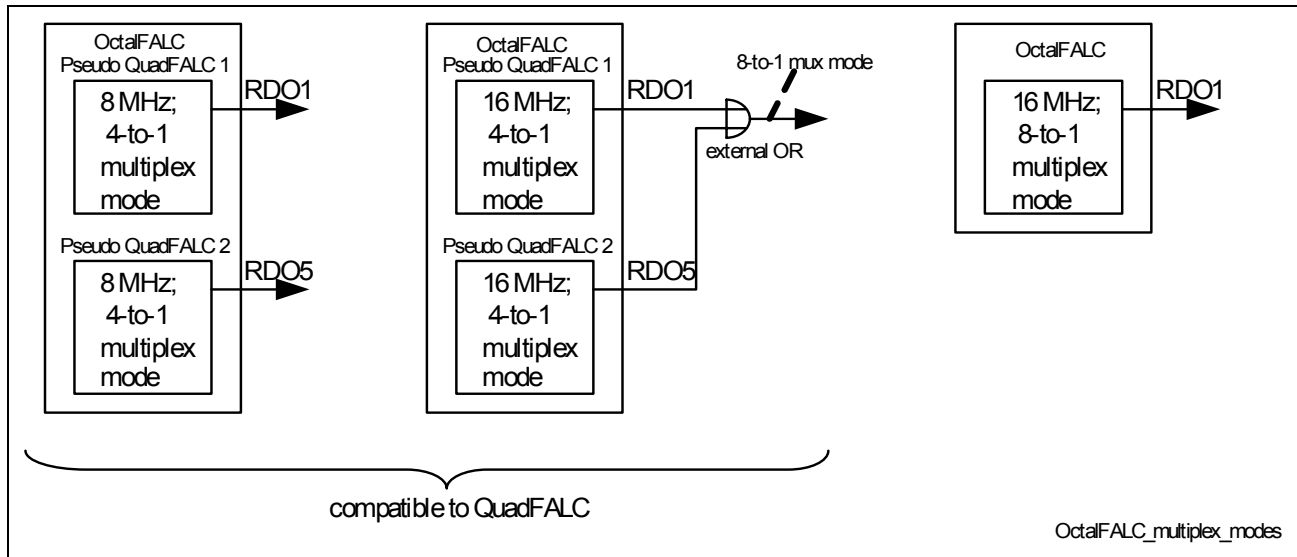 OctalFALC
Pseudo QuadFALC 1
8 MHz;
4-to-1
multiplex
mode
RDO1
Pseudo QuadFALC 2
8 MHz;
4-to-1
multiplex
mode
RDO5
OctalFALC
Pseudo QuadFALC 1
16 MHz;
4-to-1
multiplex
mode
RDO1
8-to-1 mux mode
external OR
Pseudo QuadFALC 2
16 MHz;
4-to-1
multiplex
mode
RDO5
OctalFALC
16 MHz;
8-to-1
multiplex
mode
RDO1
compatible to QuadFALC
OctalFALC_multiplex_modes